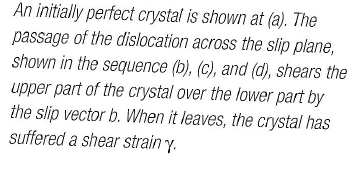 An initially perfect crystal is shown at (a). The
passage of the dislocation across the slip plane,
shown in the sequence (b), (c), and (d), shears the
upper part of the crystal over the lower part by
the slip vector b. When it leaves, the crystal has
suffered a shear strain γ.